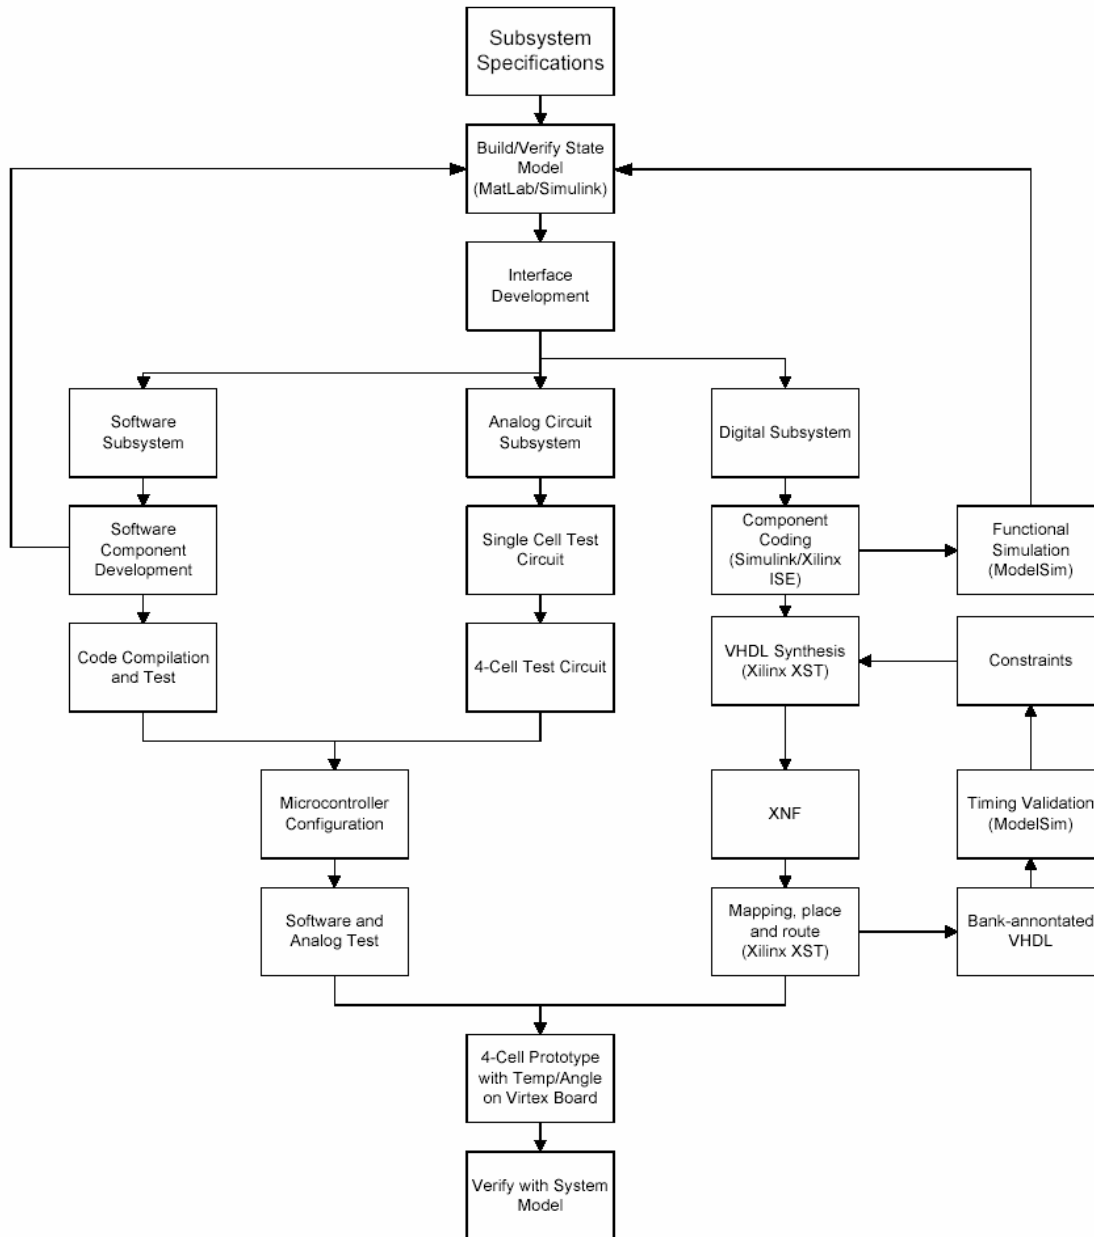 Subsystem
Specifications
Build/Verify State
Model
(MatLab/Simulink)
Interface
Development
Software
Subsystem
Analog Circuit
Subsystem
Digital Subsystem
Software
Component
Development
Single Cell Test
Circuit
Component
Coding
(Simulink/Xilinx
ISE)
Functional
Simulation
(ModelSim)
Code Compilation
and Test
4-Cell Test Circuit
VHDL Synthesis
(Xilinx XST)
Constraints
Microcontroller
Configuration
XNF
Timing Validation
(ModelSim)
Software and
Analog Test
Mapping, place
and route
(Xilinx XST)
Bank-annontated
VHDL
4-Cell Prototype
with Temp/Angle
on Virtex Board
Verify with System
Model